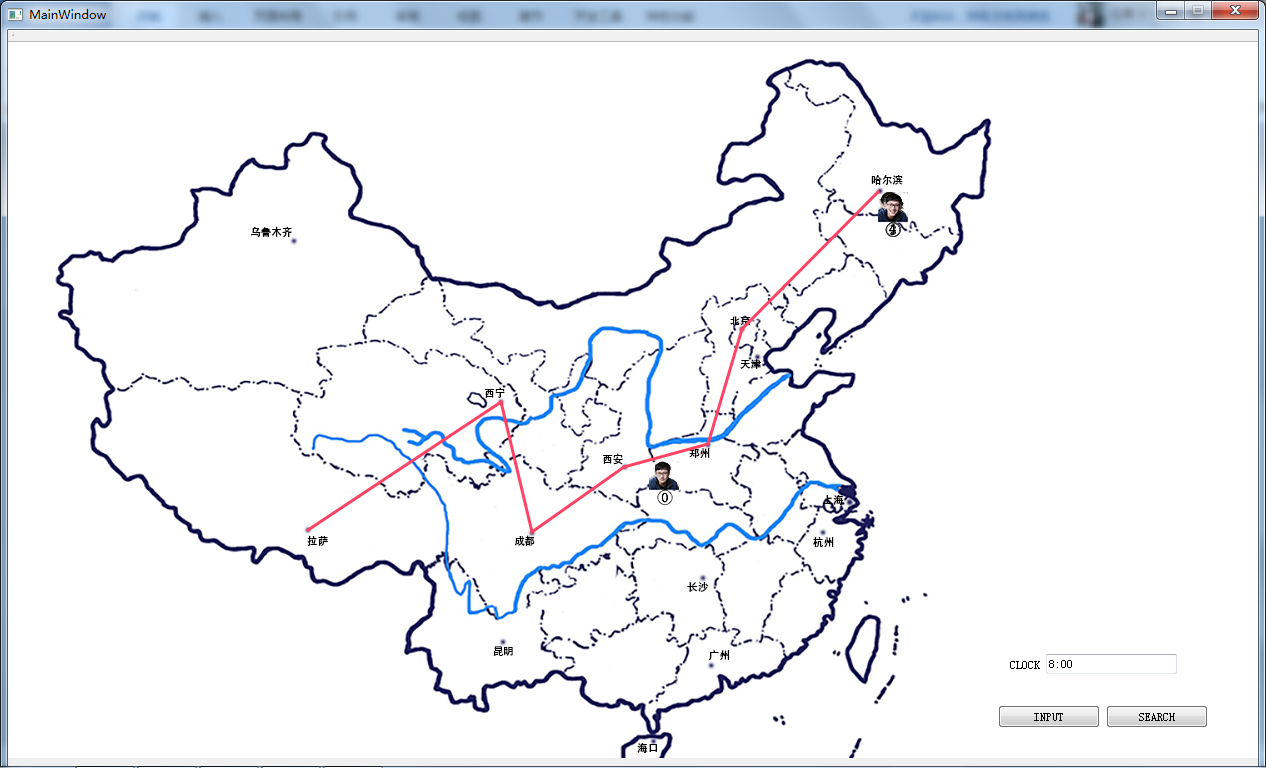 MainWindow
哈尔滨
乌鲁木齐
④
北京
天津
西宁
西安
郑州
⓪
上海
拉萨
成都
杭州
长沙
昆明
广州
CLOCK 8:00
INPUT SEARCH
海口